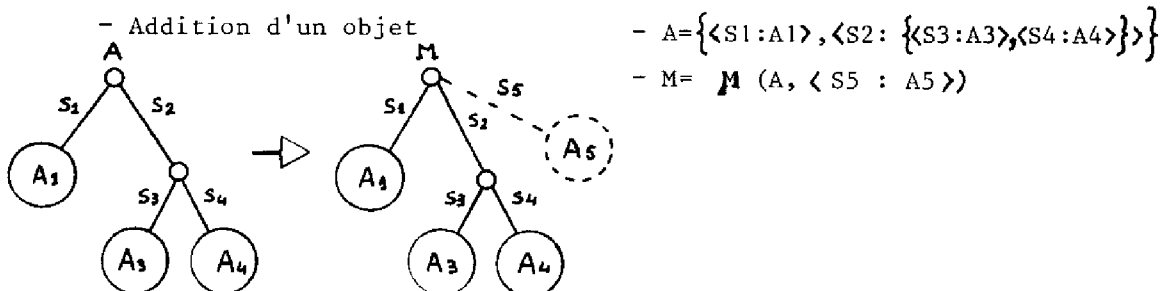 - Addition d'un objet
- A={<S1:A1>,<S2: {<S3:A3>,<S4:A4>}>}
- M= M (A, < S5 : A5 >)
A M
S1 S2 S1 S2 S5
A1 A1 A5
S3 S4 S3 S4
A3 A4 A3 A4